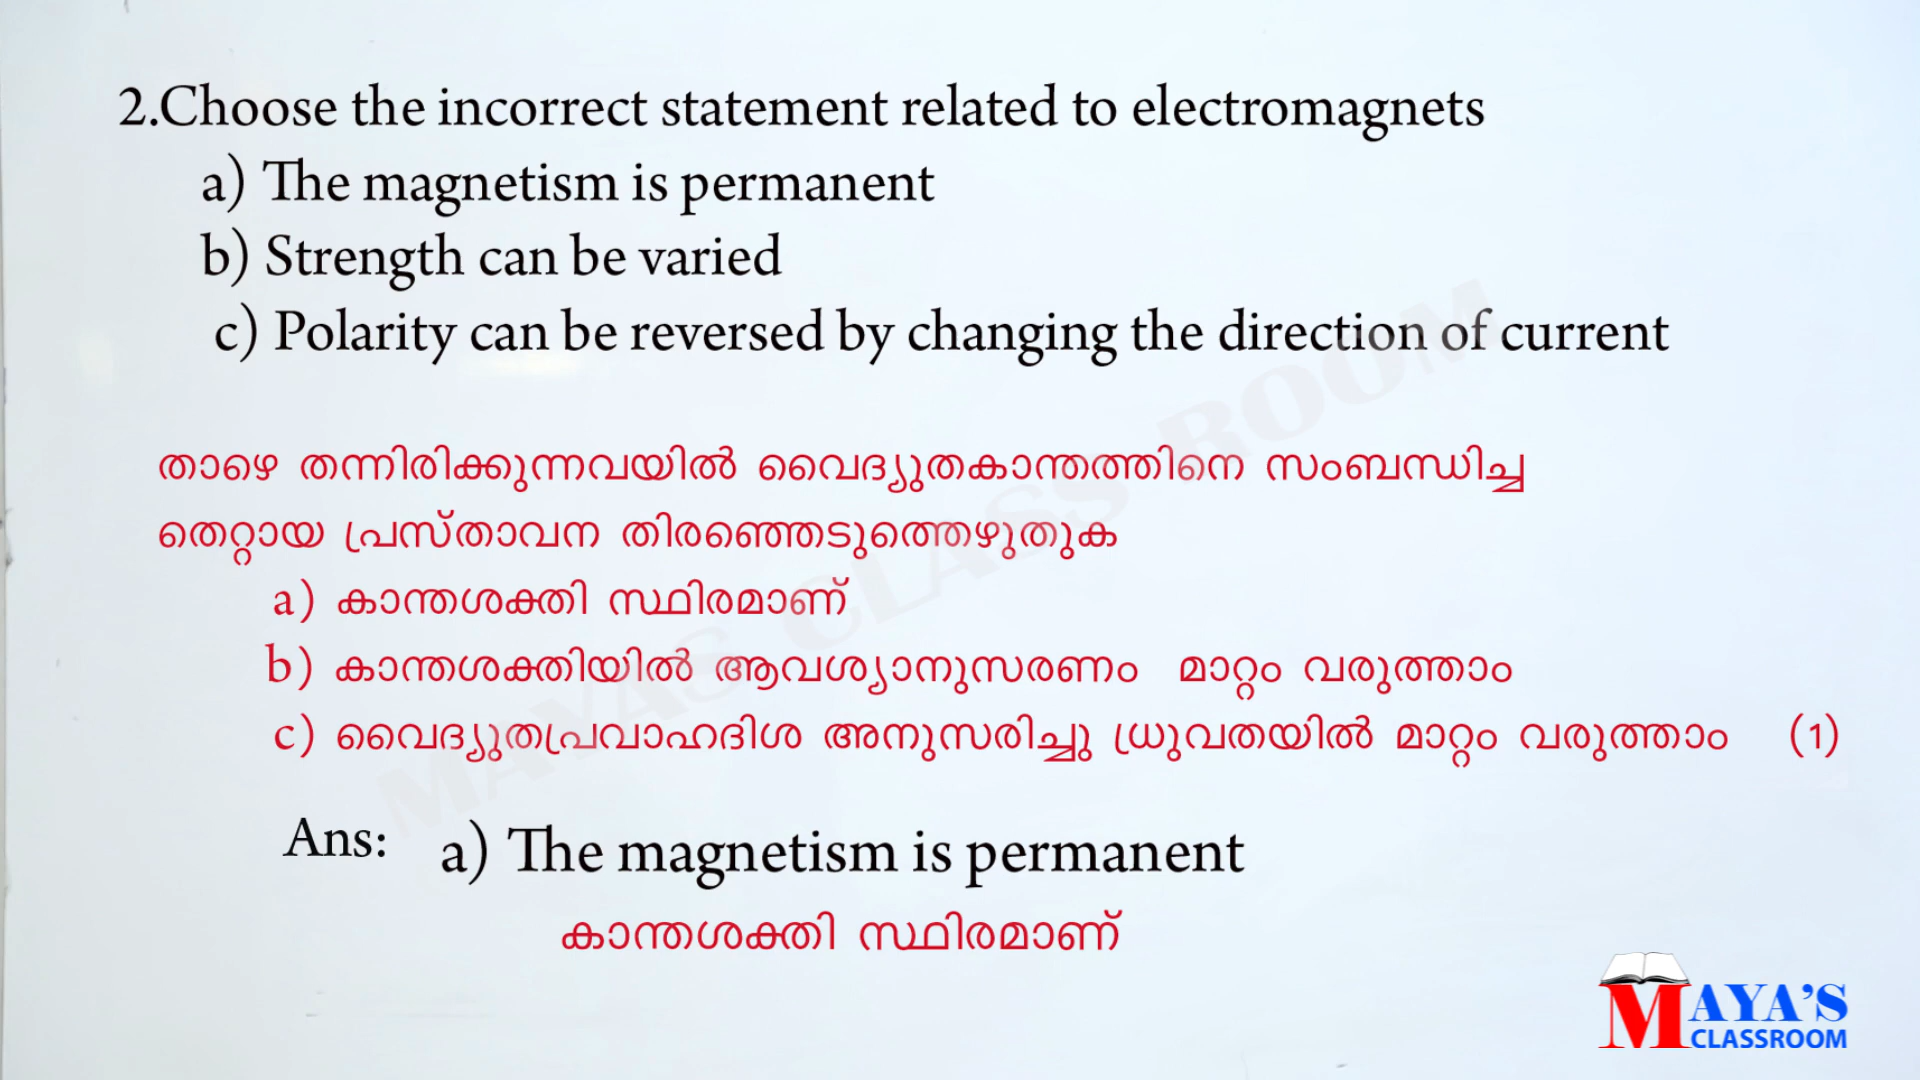 2.Choose the incorrect statement related to electromagnets
a) The magnetism is permanent
b) Strength can be varied
c) Polarity can be reversed by changing the direction of current
താഴെ തന്നിരിക്കുന്നവയിൽ വൈദ്യുതകാന്തത്തിനെ സംബന്ധിച്ച
തെറ്റായ പ്രസ്താവന തിരഞ്ഞെടുത്തെഴുതുക
a) കാന്തശക്തി സ്ഥിരമാണ്
b) കാന്തശക്തിയിൽ ആവശ്യാനുസരണം മാറ്റം വരുത്താം
c) വൈദ്യുതപ്രവാഹദിശ അനുസരിച്ചു ധ്രുവതയിൽ മാറ്റം വരുത്താം (1)
Ans: a) The magnetism is permanent
കാന്തശക്തി സ്ഥിരമാണ്
MAYAS CLASS ROOM
MAYA'S
CLASSROOM